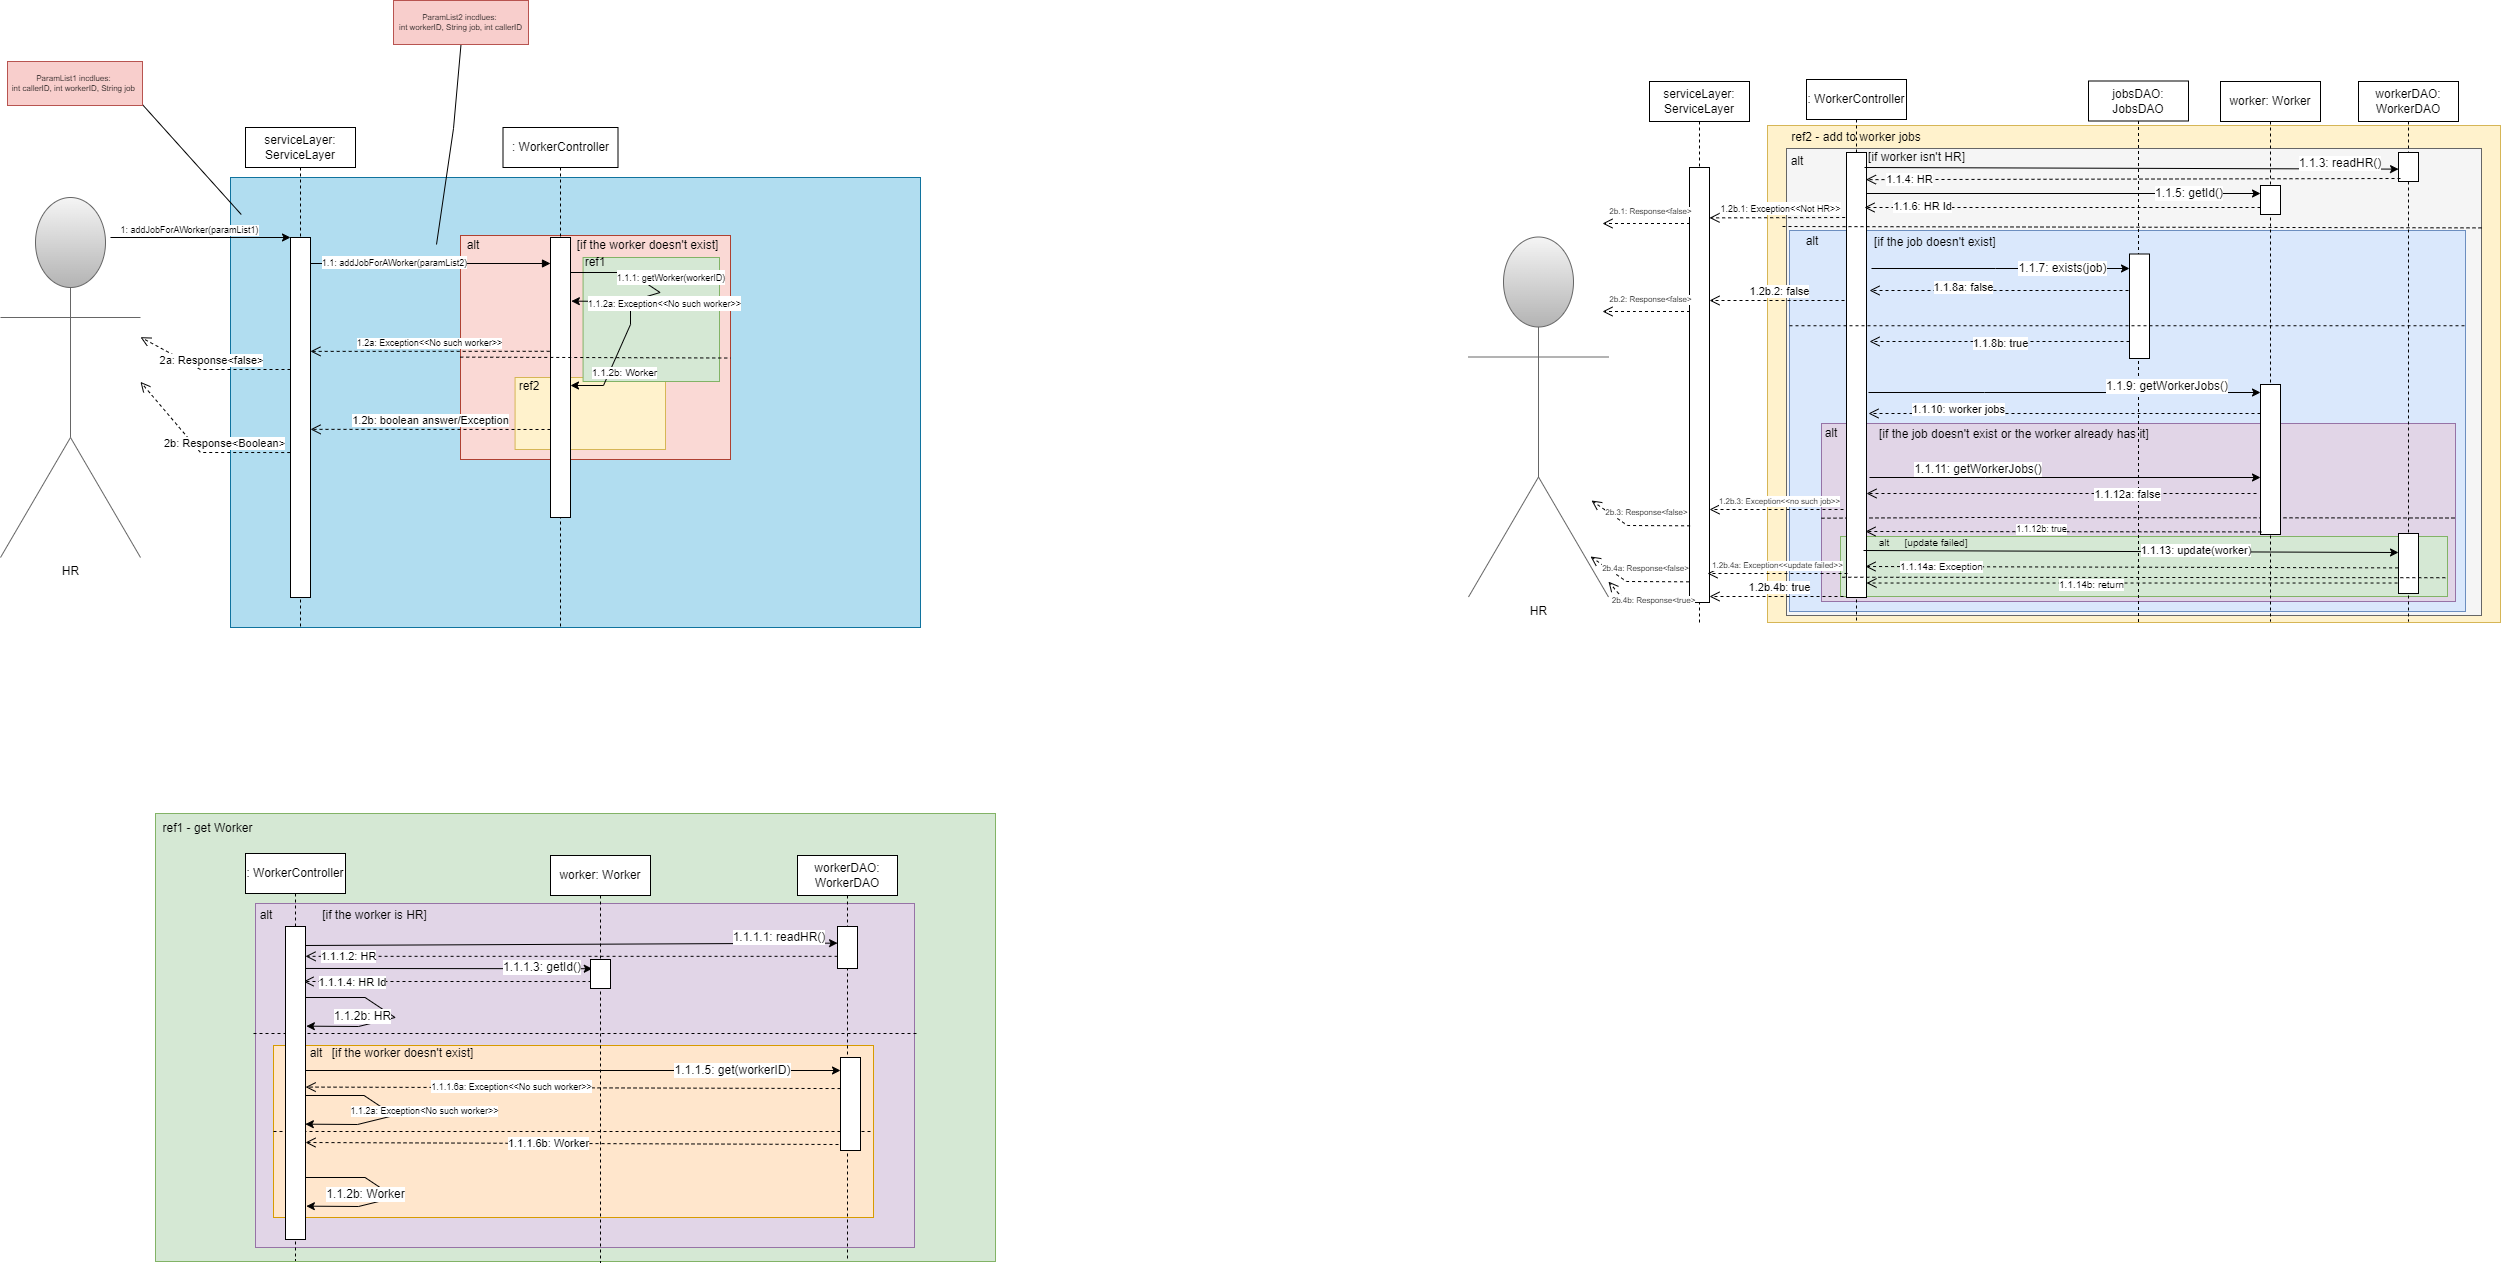 ParamList2 incdlues:
int workerID, String job, int callerID
ParamList1 incdlues:
int callerID, int workerID, String job
serviceLayer:
ServiceLayer
: WorkerController
1: addJobForAWorker(paramList1)
alt
[if the worker doesn't exist]
ref1
1.1: addJobForAWorker(paramList2)
1.1.1: getWorker(workerID)
1.1.2a: Exception<<No such worker>>
1.2a: Exception<<No such worker>>
2a: Response<false>
1.1.2b: Worker
ref2
1.2b: boolean answer/Exception
2b: Response<Boolean>
HR
serviceLayer:
ServiceLayer
: WorkerController
jobsDAO:
JobsDAO
worker: Worker
workerDAO:
WorkerDAO
ref2 - add to worker jobs
alt
[if worker isn't HR]
1.1.3: readHR()
1.1.4: HR
1.1.5: getId()
1.1.6: HR Id
1.2b.1: Exception<<Not HR>>
2b.1: Response<false>
alt
[if the job doesn't exist]
1.1.7: exists(job)
1.1.8a: false
1.2b.2: false
2b.2: Response<false>
1.1.8b: true
1.1.9: getWorkerJobs()
1.1.10: worker jobs
alt
[if the job doesn't exist or the worker already has it]
1.1.11: getWorkerJobs()
1.1.12a: false
1.2b.3: Exception<<no such job>>
2b.3: Response<false>
1.1.12b: true
alt
[update failed]
1.1.13: update(worker)
1.1.14a: Exception
1.2b.4a: Exception<<update failed>>
2b.4a: Response<false>
1.1.14b: return
1.2b.4b: true
2b.4b: Response<true>
HR
ref1 - get Worker
: WorkerController
worker: Worker
workerDAO:
WorkerDAO
alt
[if the worker is HR]
1.1.1.1: readHR()
1.1.1.2: HR
1.1.1.3: getId()
1.1.1.4: HR Id
1.1.2b: HR
alt
[if the worker doesn't exist]
1.1.1.5: get(workerID)
1.1.1.6a: Exception<<No such worker>>
1.1.2a: Exception<No such worker>>
1.1.1.6b: Worker
1.1.2b: Worker